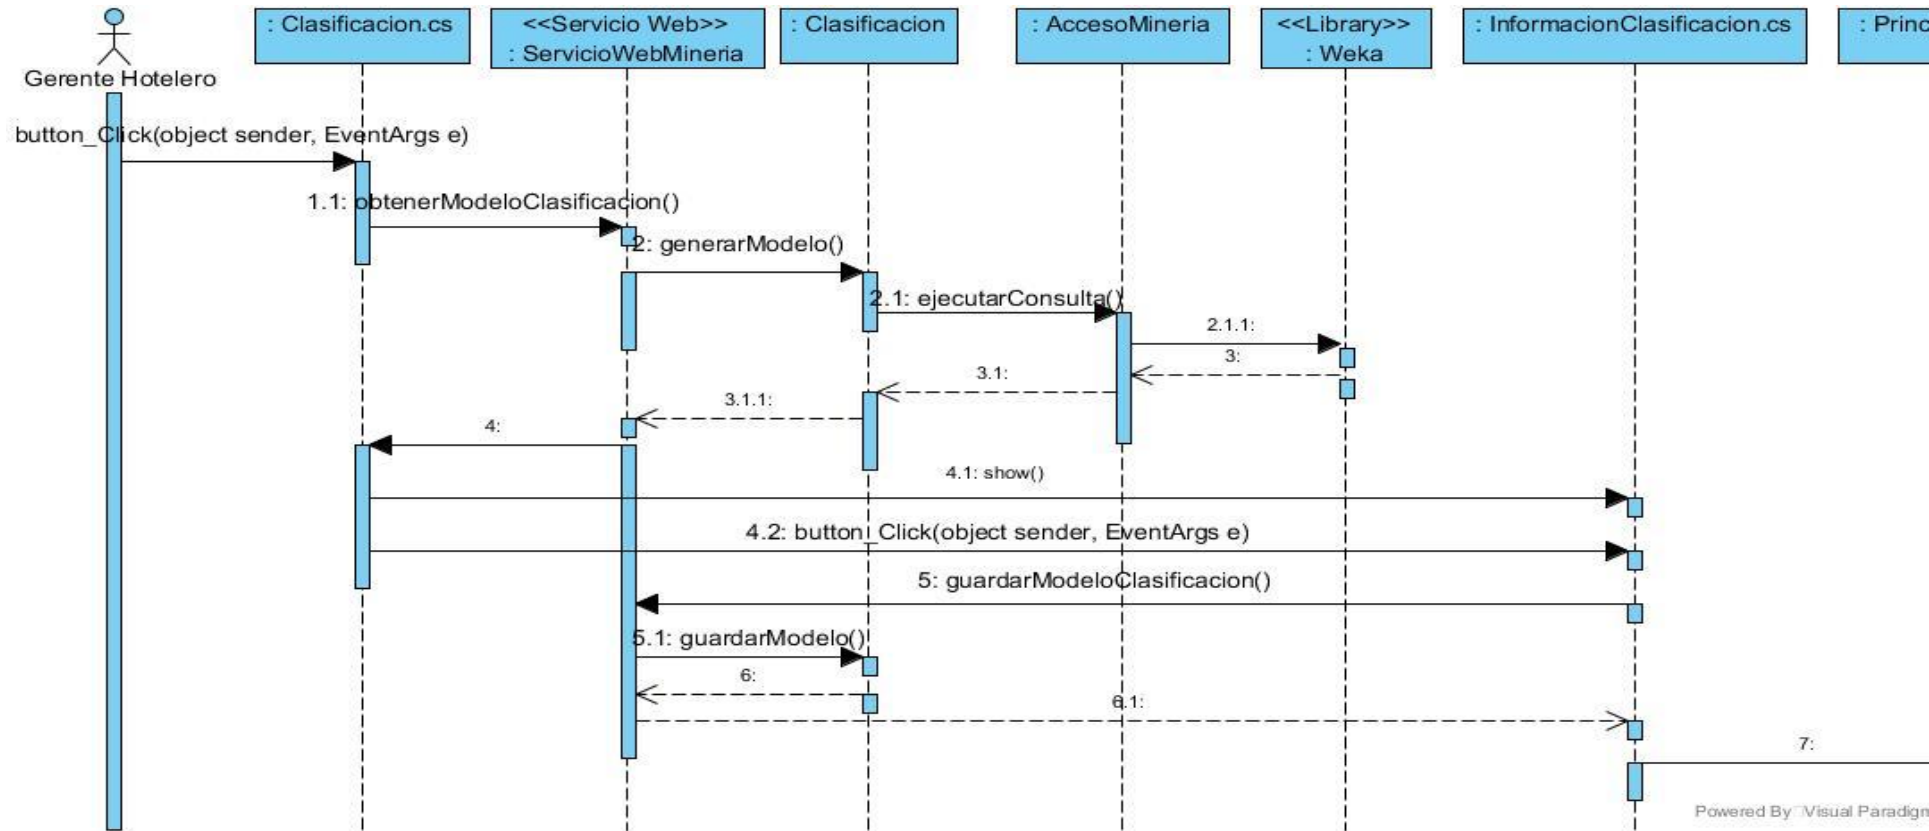 : Clasificacion.cs
<<Servicio Web>>
: ServicioWebMineria
: Clasificacion
: AccesoMineria
<<Library>>
: Weka
: InformacionClasificacion.cs
: Princ
Gerente Hotelero
button_Click(object sender, EventArgs e)
1.1: obtenerModeloClasificacion()
2: generarModelo()
2.1: ejecutarConsulta()
2.1.1:
3:
3.1:
3.1.1:
4:
4.1: show()
4.2: button_Click(object sender, EventArgs e)
5: guardarModeloClasificacion()
5.1: guardarModelo()
6:
6.1:
7:
Powered By Visual Paradigm